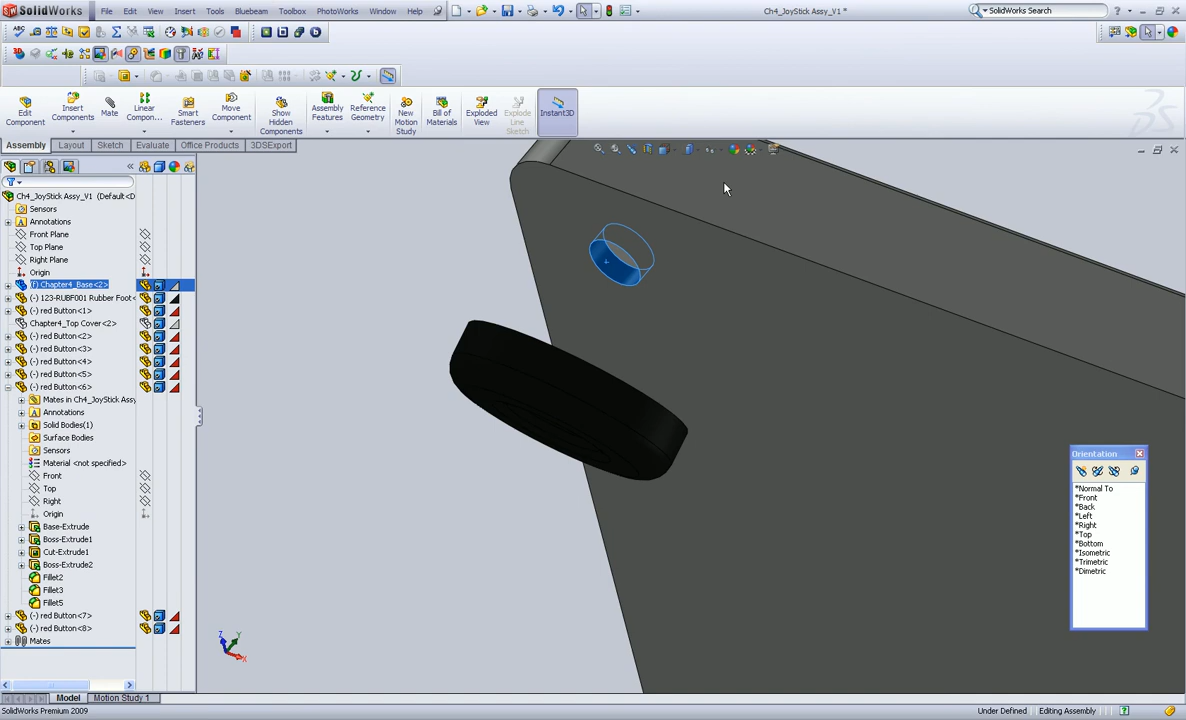 SolidWorks File Edit View Insert Tools Toolbox PhotoWorks Window Help Ch4_JoyStick Assy_V1 * SolidWorks Search
Edit Component
Insert Components
Mate
Linear Compon...
Smart Fasteners
Move Component
Show Hidden Components
Assembly Features
Reference Geometry
New Motion Study
Bill of Materials
Exploded View
Explode Line Sketch
Instant3D
Assembly Layout Sketch Evaluate Office Products 3DSExport
Ch4_JoyStick Assy_V1 (Default<D
Sensors
Annotations
Front Plane
Top Plane
Right Plane
Origin
(f) Chapter4_Base<2>
(-) 123-RUBF001 Rubber Foot<
(-) red Button<1>
Chapter4_Top Cover<2>
(-) red Button<2>
(-) red Button<3>
(-) red Button<4>
(-) red Button<5>
(-) red Button<6>
Mates in Ch4_JoyStick Assy
Annotations
Solid Bodies(1)
Surface Bodies
Sensors
Material <not specified>
Front
Top
Right
Origin
Base-Extrude
Boss-Extrude1
Cut-Extrude1
Boss-Extrude2
Fillet2
Fillet3
Fillet5
(-) red Button<7>
(-) red Button<8>
Mates
Z Y X
Orientation
*Normal To
*Front
*Back
*Left
*Right
*Top
*Bottom
*Isometric
*Trimetric
*Dimetric
Model Motion Study 1
SolidWorks Premium 2009 Under Defined Editing Assembly